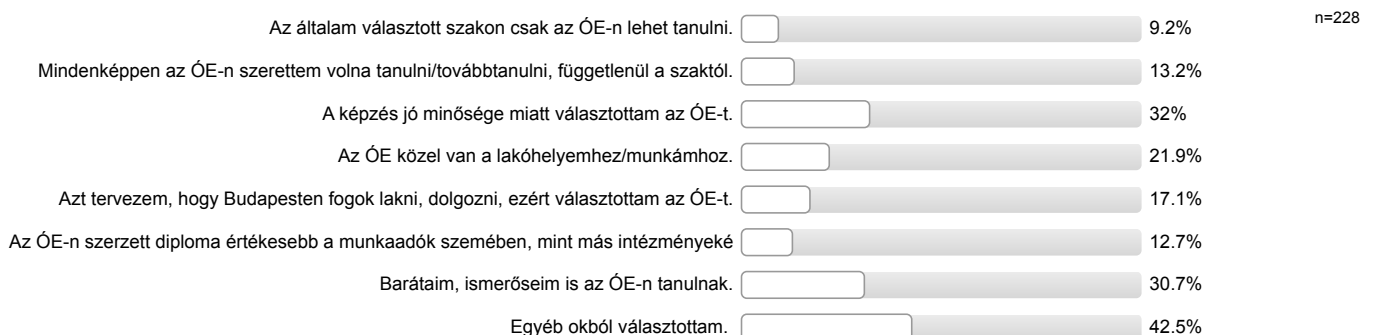 Az általam választott szakon csak az ÓE-n lehet tanulni. 9.2% n=228
Mindenképpen az ÓE-n szerettem volna tanulni/továbbtanulni, függetlenül a szaktól. 13.2%
A képzés jó minősége miatt választottam az ÓE-t. 32%
Az ÓE közel van a lakóhelyemhez/munkámhoz. 21.9%
Azt tervezem, hogy Budapesten fogok lakni, dolgozni, ezért választottam az ÓE-t. 17.1%
Az ÓE-n szerzett diploma értékesebb a munkaadók szemében, mint más intézményeké 12.7%
Barátaim, ismerőseim is az ÓE-n tanulnak. 30.7%
Egyéb okból választottam. 42.5%